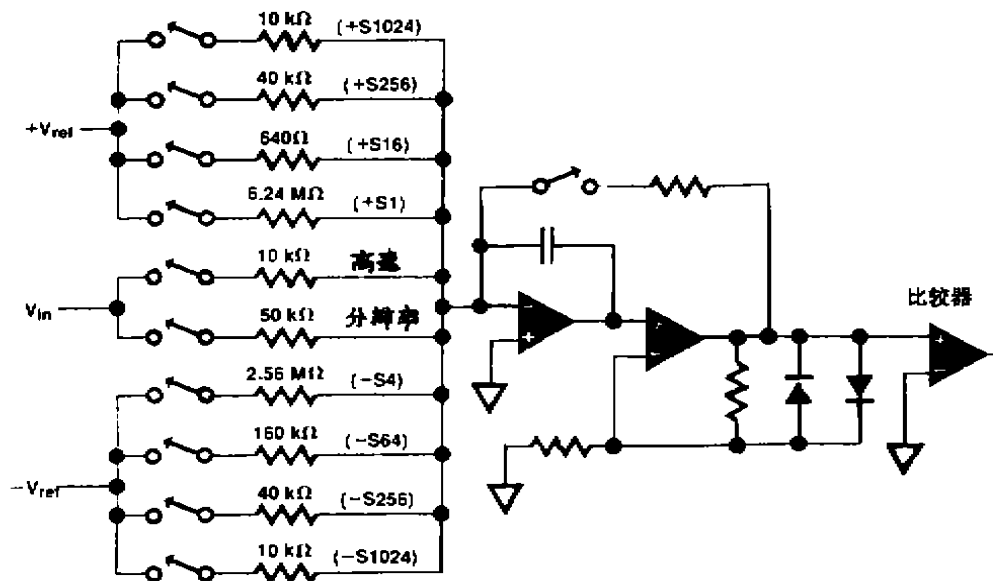 10 kΩ (+S1024)
40 kΩ (+S256)
+Vref
640Ω (+S16)
6.24 MΩ (+S1)
10 kΩ 高速
Vin
50 kΩ 分辨率
比较器
2.56 MΩ (−S4)
160 kΩ (−S64)
−Vref
40 kΩ (−S256)
10 kΩ (−S1024)